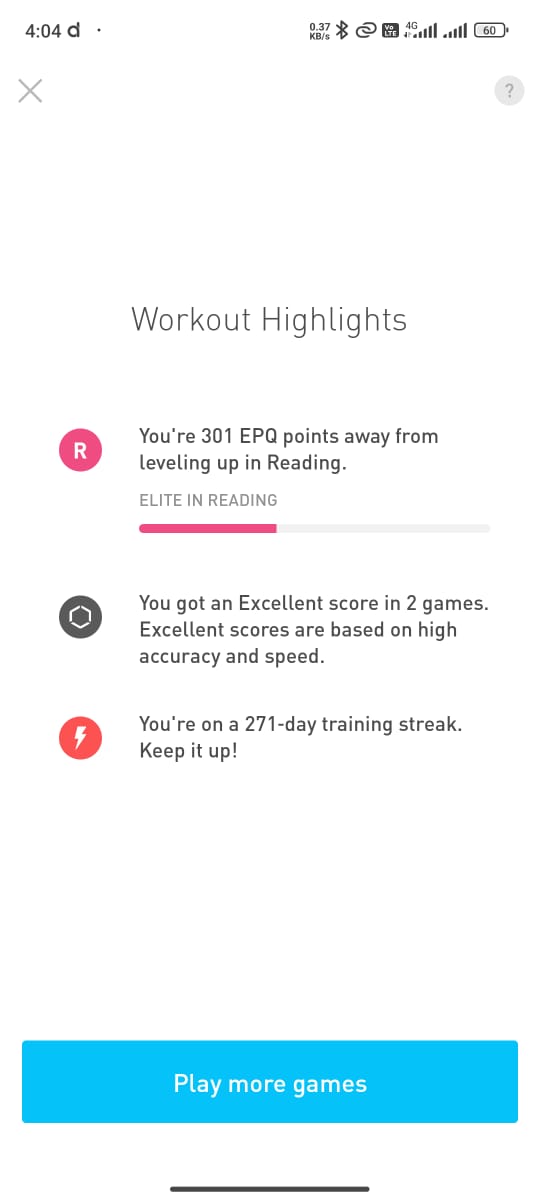 4:04 d ·
0.37 KB/s Vo LTE 4G 60
?
Workout Highlights
R
You're 301 EPQ points away from
leveling up in Reading.
ELITE IN READING
You got an Excellent score in 2 games.
Excellent scores are based on high
accuracy and speed.
You're on a 271-day training streak.
Keep it up!
Play more games